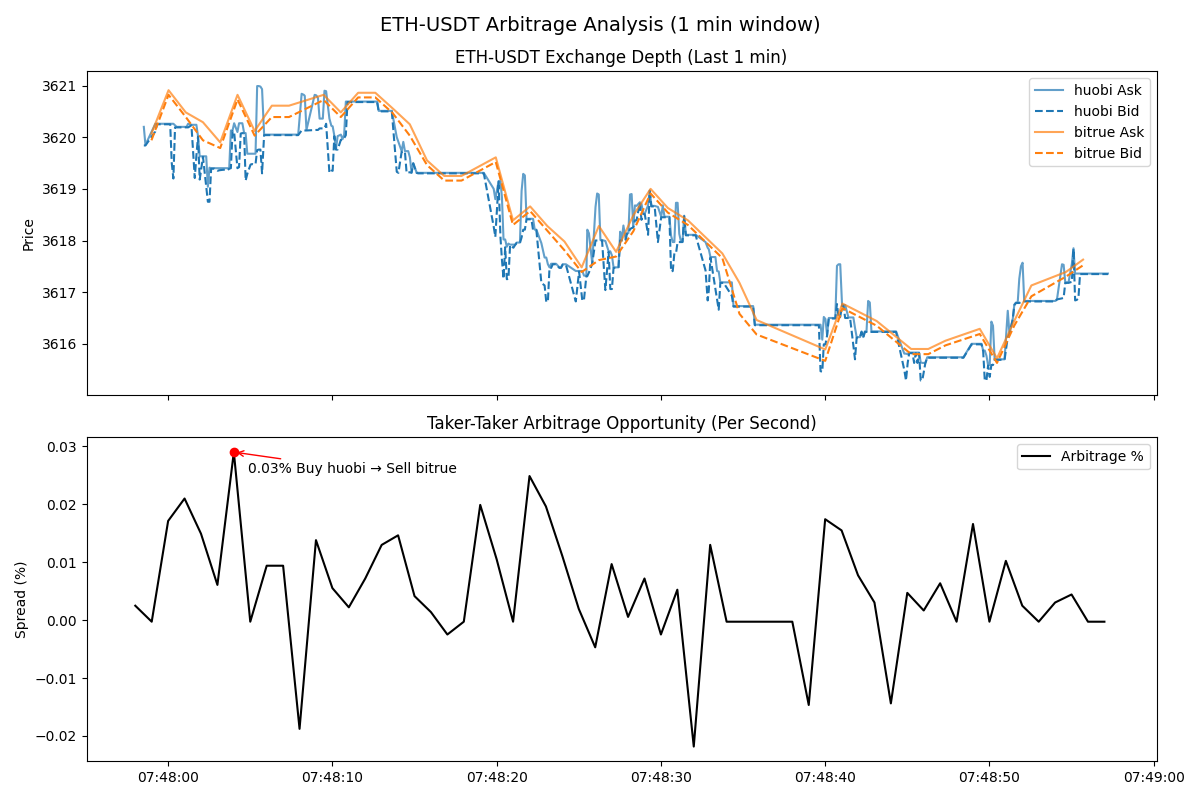 ETH-USDT Arbitrage Analysis (1 min window)
ETH-USDT Exchange Depth (Last 1 min)
3621
3620
3619
3618
3617
3616
Price
huobi Ask
huobi Bid
bitrue Ask
bitrue Bid
Taker-Taker Arbitrage Opportunity (Per Second)
0.03
0.02
0.01
0.00
−0.01
−0.02
Spread (%)
0.03% Buy huobi → Sell bitrue
Arbitrage %
07:48:00
07:48:10
07:48:20
07:48:30
07:48:40
07:48:50
07:49:00